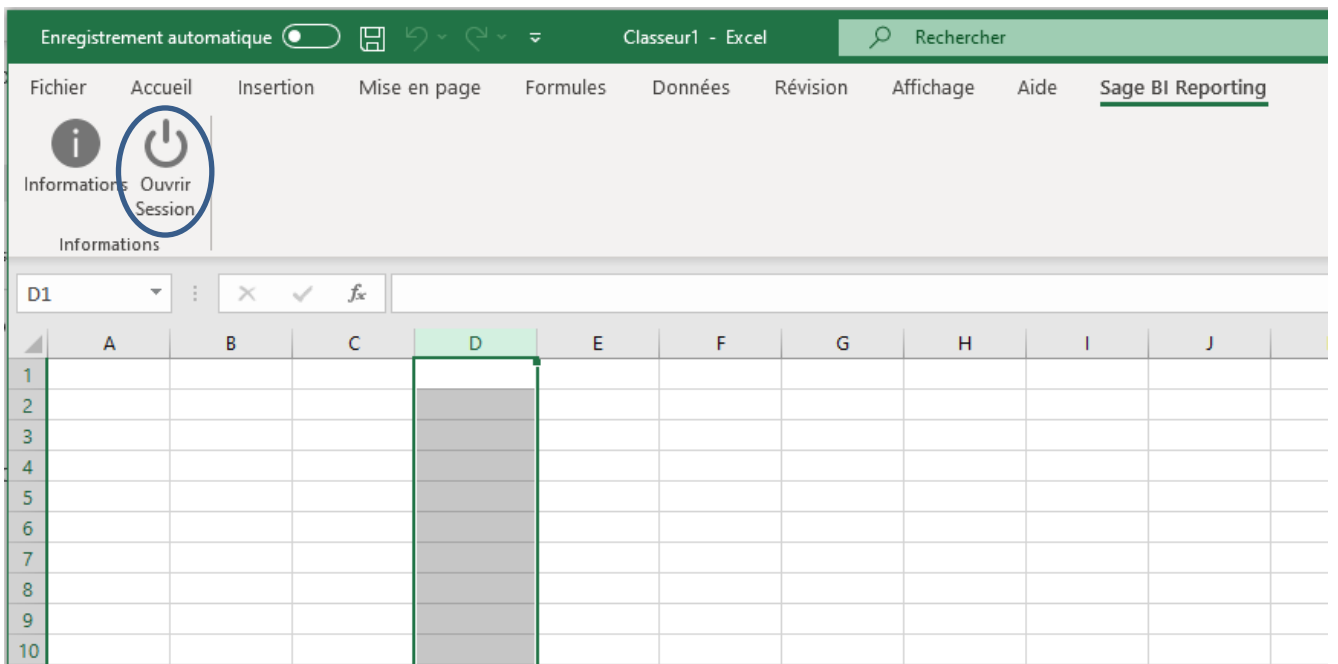 Enregistrement automatique
Classeur1 - Excel
Rechercher
Fichier Accueil Insertion Mise en page Formules Données Révision Affichage Aide Sage BI Reporting
i
Informations Ouvrir
Session
Informations
D1
fx
A B C D E F G H I J
1
2
3
4
5
6
7
8
9
10